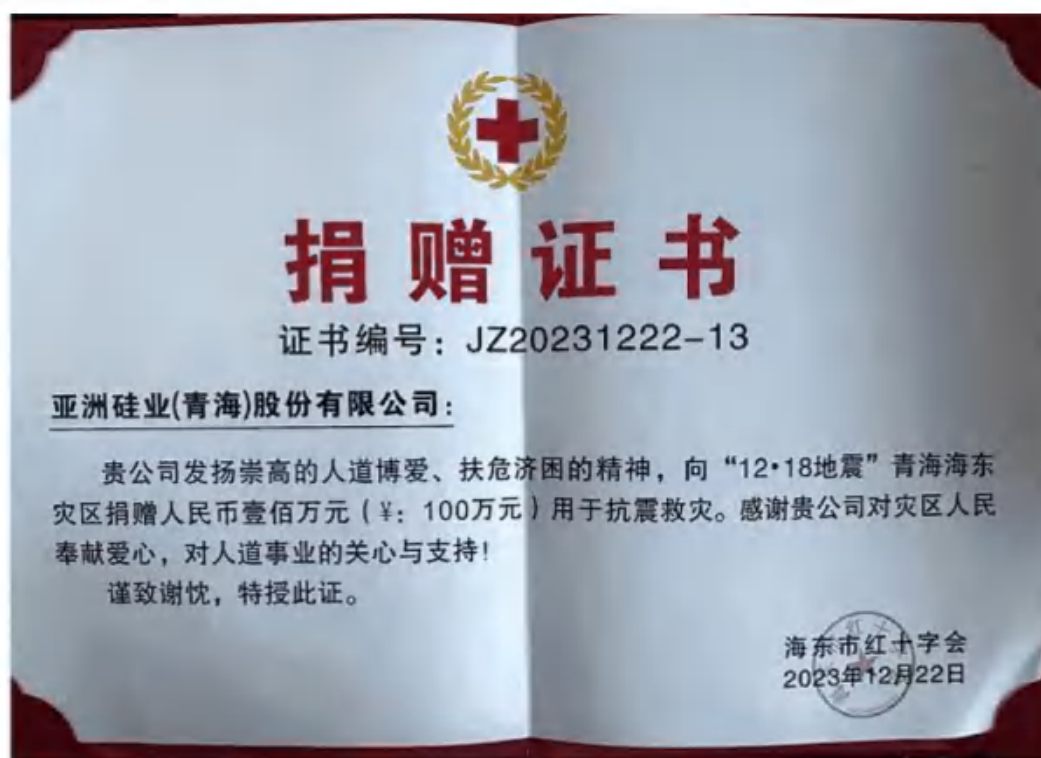 捐赠证书
证书编号：JZ20231222-13
亚洲硅业(青海)股份有限公司：
贵公司发扬崇高的人道博爱、扶危济困的精神，向“12·18地震”青海海东
灾区捐赠人民币壹佰万元（¥：100万元）用于抗震救灾。感谢贵公司对灾区人民
奉献爱心，对人道事业的关心与支持！
谨致谢忱，特授此证。
海东市红十字会
2023年12月22日